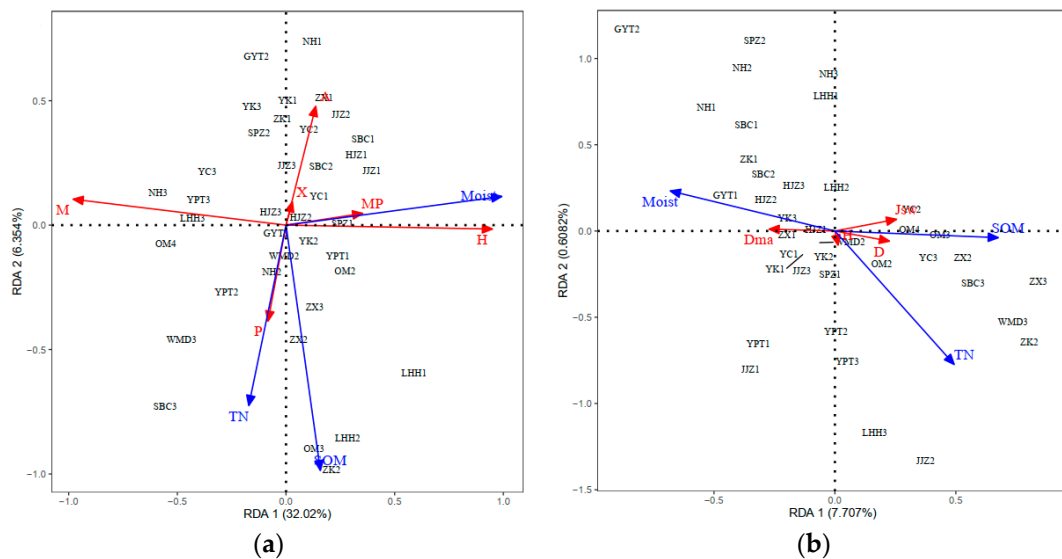 NH1
GYT2
0.5
YK3
YK1
ZX1
A
ZK1
JJZ2
SPZ2
YC2
SBC1
HJZ1
JJZ3
SBC2
JJZ1
YC3
NH3
YPT3
X
YC1
MP
Moist
M
LHH3
HJZ3
HJZ2
SPZ1
H
0.0
OM4
GYT1
YK2
WMD2
YPT1
NH2
OM2
YPT2
ZX3
P
-0.5
WMD1
ZX2
LHH1
SBC3
TN
LHH2
OM3
SOM
ZK2
-1.0
-1.0
-0.5
0.0
0.5
1.0
RDA 1 (32.02%)
RDA 2 (6.354%)
(a)
GYT2
SPZ2
1.0
NH2
NH3
LHH1
NH1
SBC1
0.5
ZK1
SBC2
HJZ3
LHH2
Moist
GYT1
HJZ2
YK3
0.0
Dma
ZX1
HJZ1
H
WMD2
D
OM4
OM3
SOM
YC1
YK2
OM2
YC3
ZX2
YK1
JJZ3
SPZ1
SBC3
ZX3
-0.5
WMD3
YPT2
ZK2
YPT1
YPT3
TN
JJZ1
-1.0
LHH3
JJZ2
-1.5
-0.5
0.0
0.5
RDA 1 (7.707%)
RDA 2 (0.6082%)
(b)